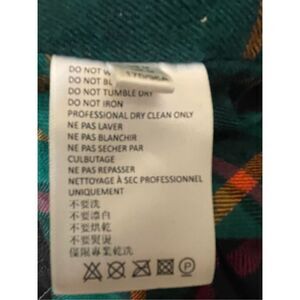 DO NOT
DO NOT
DO NOT TUMBLE DRY
DO NOT IRON
PROFESSIONAL DRY CLEAN ONLY
NE PAS LAVER
NE PAS BLANCHIR
NE PAS SECHER PAR
CULBUTAGE
NE PAS REPASSER
NETTOYAGE À SEC PROFESSIONNEL
UNIQUEMENT
不要洗
不要漂白
不要烘乾
不要熨燙
僅限專業乾洗
P